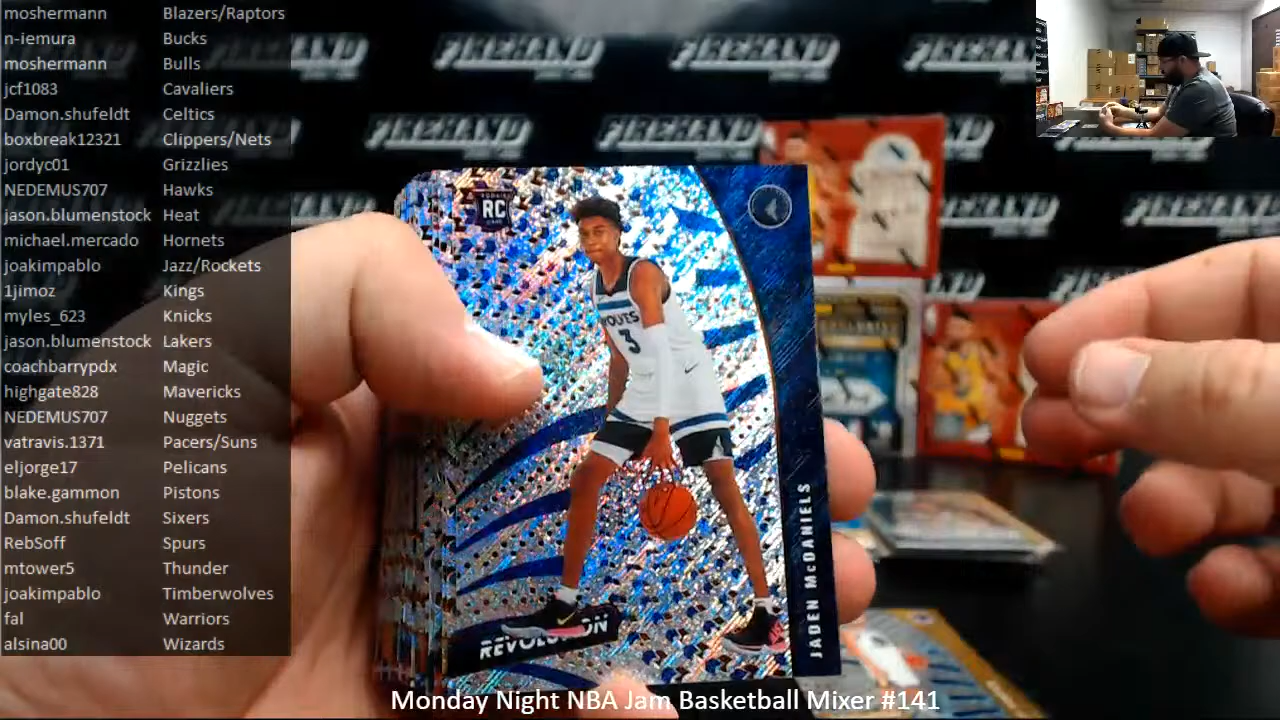 moshermann Blazers/Raptors
n-iemura Bucks
moshermann Bulls
jcf1083 Cavaliers
Damon.shufeldt Celtics
boxbreak12321 Clippers/Nets
jordyc01 Grizzlies
NEDEMUS707 Hawks
jason.blumenstock Heat
michael.mercado Hornets
joakimpablo Jazz/Rockets
1jimoz Kings
myles_623 Knicks
jason.blumenstock Lakers
coachbarrypdx Magic
highgate828 Mavericks
NEDEMUS707 Nuggets
vatravis.1371 Pacers/Suns
eljorge17 Pelicans
blake.gammon Pistons
Damon.shufeldt Sixers
RebSoff Spurs
mtower5 Thunder
joakimpablo Timberwolves
fal Warriors
alsina00 Wizards
FIREHAND FIREHAND FIREHAND
FIREHAND FIREHAND
RC
WOLVES
3
JADEN McDANIELS
REVOLUTION
Monday Night NBA Jam Basketball Mixer #141